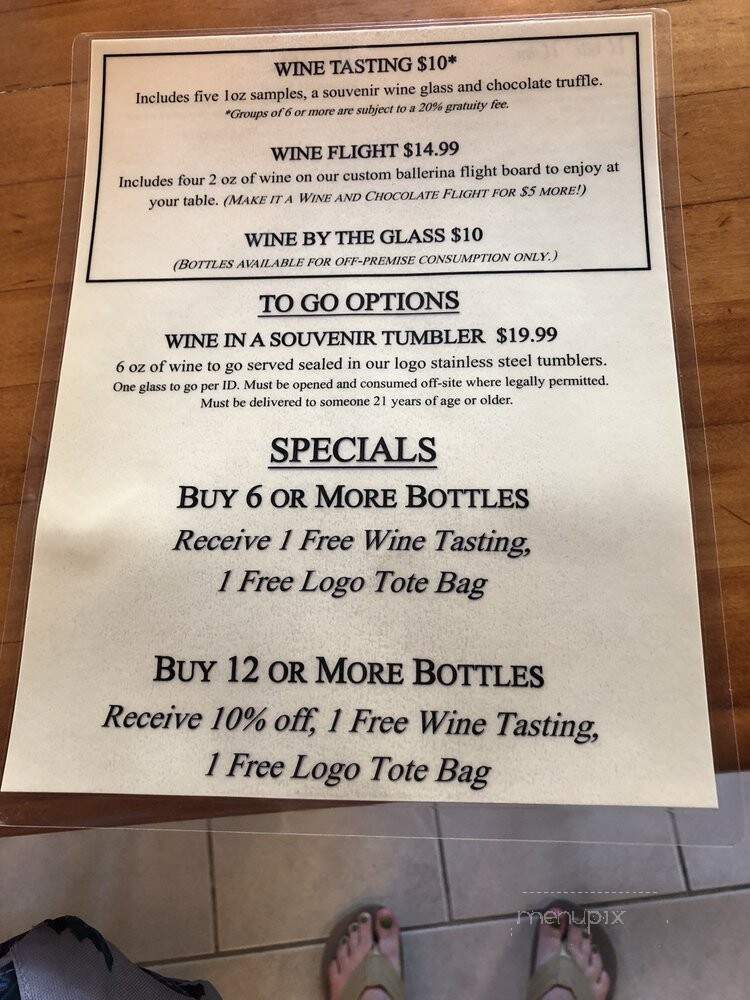 WINE TASTING $10*
Includes five 1oz samples, a souvenir wine glass and chocolate truffle.
*Groups of 6 or more are subject to a 20% gratuity fee.
WINE FLIGHT $14.99
Includes four 2 oz of wine on our custom ballerina flight board to enjoy at
your table. (MAKE IT A WINE AND CHOCOLATE FLIGHT FOR $5 MORE!)
WINE BY THE GLASS $10
(BOTTLES AVAILABLE FOR OFF-PREMISE CONSUMPTION ONLY.)
TO GO OPTIONS
WINE IN A SOUVENIR TUMBLER $19.99
6 oz of wine to go served sealed in our logo stainless steel tumblers.
One glass to go per ID. Must be opened and consumed off-site where legally permitted.
Must be delivered to someone 21 years of age or older.
SPECIALS
BUY 6 OR MORE BOTTLES
Receive 1 Free Wine Tasting,
1 Free Logo Tote Bag
BUY 12 OR MORE BOTTLES
Receive 10% off, 1 Free Wine Tasting,
1 Free Logo Tote Bag
menupix